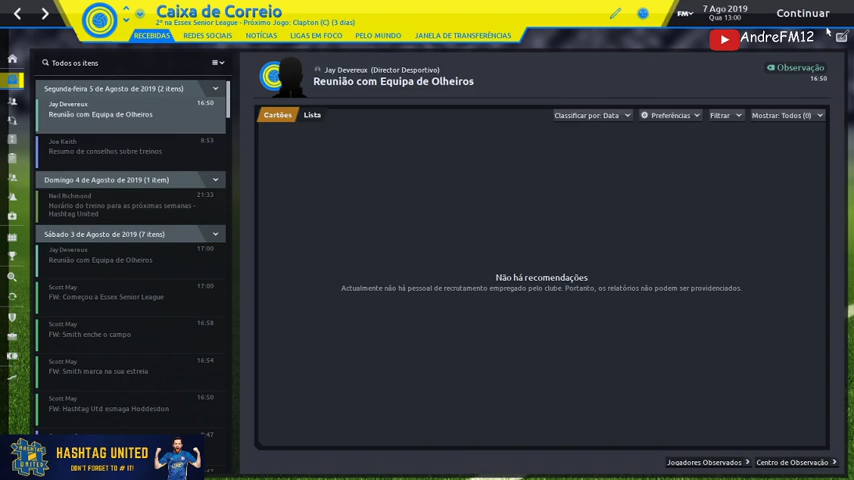 Caixa de Correio
2º na Essex Senior League - Próximo Jogo: Clapton (C) (3 dias)
FM
7 Ago 2019
Qua 13:00
Continuar
RECEBIDAS REDES SOCIAIS NOTÍCIAS LIGAS EM FOCO PELO MUNDO JANELA DE TRANSFERÊNCIAS
AndreFM12
Todos os itens
Segunda-feira 5 de Agosto de 2019 (2 itens)
Jay Devereux 16:50
Reunião com Equipa de Olheiros
Joe Keith 8:53
Resumo de conselhos sobre treinos
Domingo 4 de Agosto de 2019 (1 item)
Neil Richmond 21:33
Horário do treino para as próximas semanas -
Hashtag United
Sábado 3 de Agosto de 2019 (7 itens)
Jay Devereux 17:00
Reunião com Equipa de Olheiros
Scott May 17:00
FW: Começou a Essex Senior League
Scott May 16:58
FW: Smith enche o campo
Scott May 16:54
FW: Smith marca na sua estreia
Scott May 16:50
FW: Hashtag Utd esmaga Hoddesdon
Jay Devereux (Director Desportivo)
Reunião com Equipa de Olheiros
Observação
16:50
Cartões Lista
Classificar por: Data Preferências Filtrar Mostrar: Todos (0)
Não há recomendações
Actualmente não há pessoal de recrutamento empregado pelo clube. Portanto, os relatórios não podem ser providenciados.
Jogadores Observados Centro de Observação
HASHTAG UNITED
DON'T FORGET TO # IT!